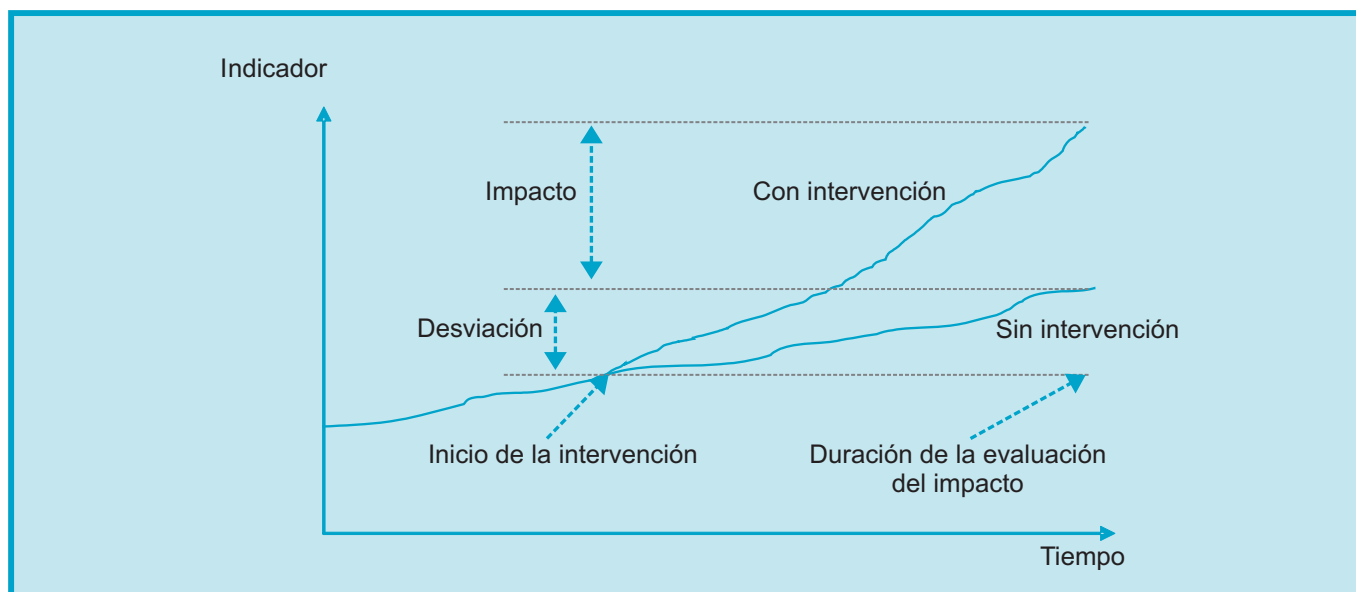 Indicador
Impacto
Con intervención
Desviación
Sin intervención
Inicio de la intervención
Duración de la evaluación
del impacto
Tiempo